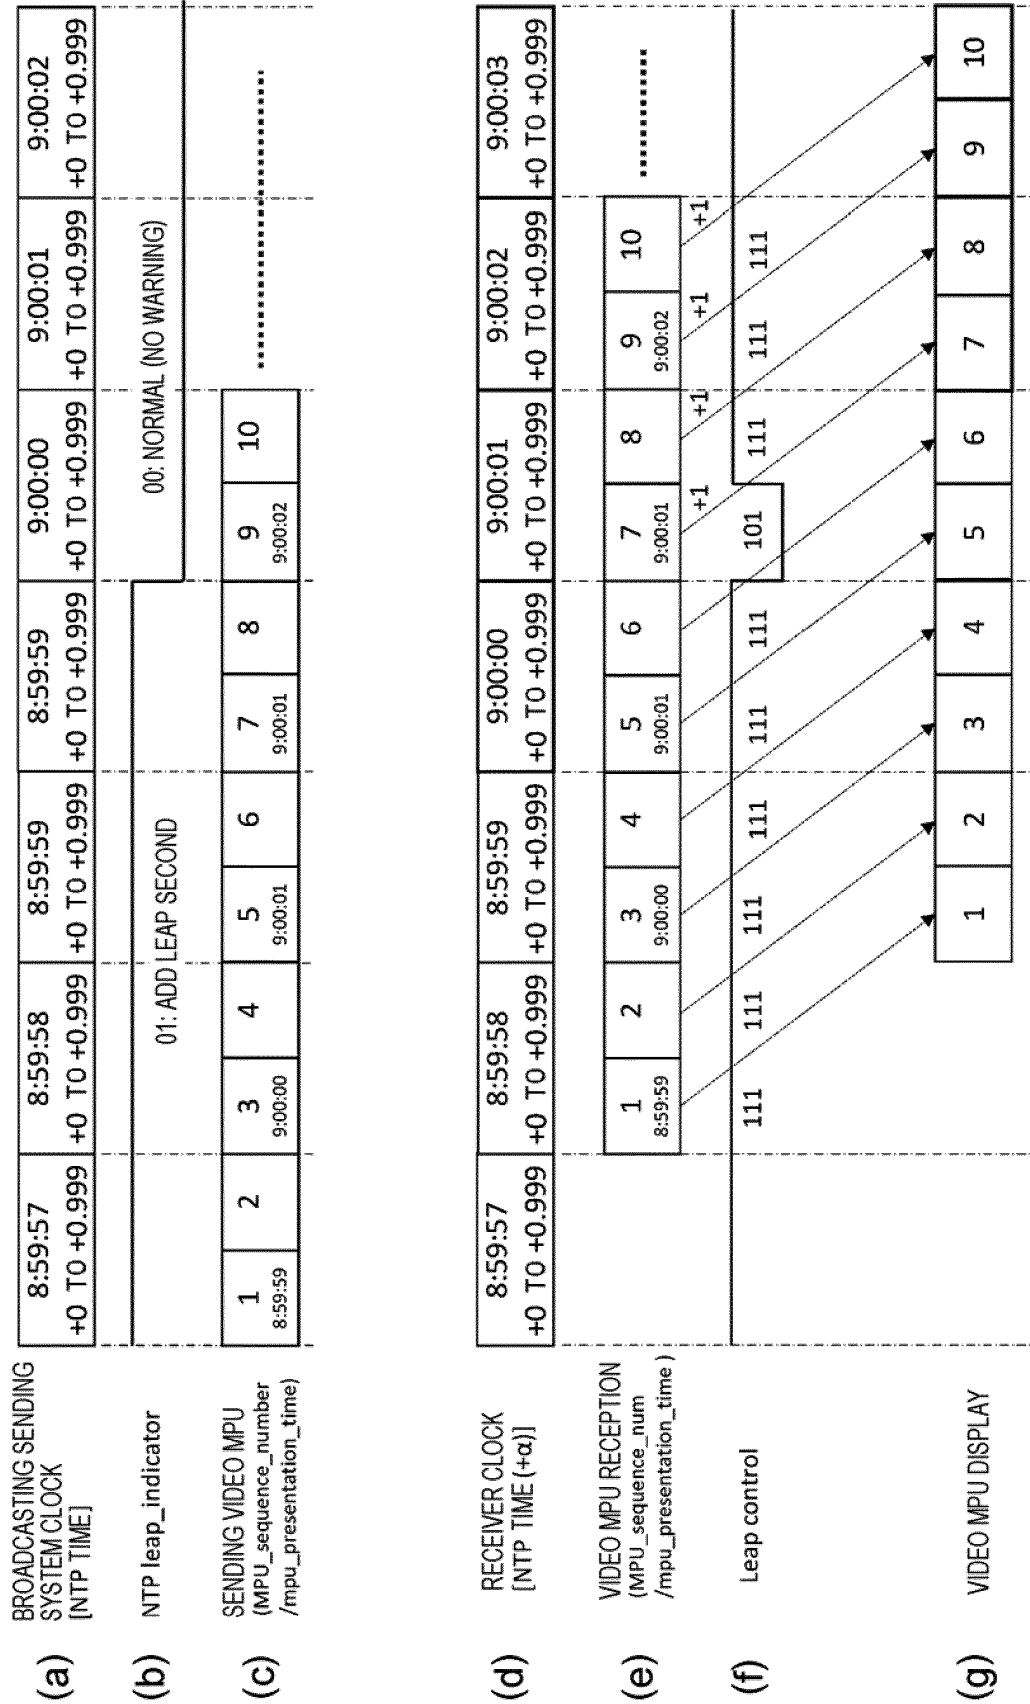 (a) BROADCASTING SENDING
SYSTEM CLOCK
[NTP TIME]
8:59:57
+0 TO +0.999
8:59:58
+0 TO +0.999
8:59:59
+0 TO +0.999
8:59:59
+0 TO +0.999
9:00:00
+0 TO +0.999
9:00:01
+0 TO +0.999
9:00:02
+0 TO +0.999
(b) NTP leap_indicator
01: ADD LEAP SECOND
00: NORMAL (NO WARNING)
(c) SENDING VIDEO MPU
(MPU_sequence_number
/mpu_presentation_time)
1
8:59:59
2
3
9:00:00
4
5
9:00:01
6
7
9:00:01
8
9
9:00:02
10
(d) RECEIVER CLOCK
[NTP TIME (+α)]
8:59:57
+0 TO +0.999
8:59:58
+0 TO +0.999
8:59:59
+0 TO +0.999
9:00:00
+0 TO +0.999
9:00:01
+0 TO +0.999
9:00:02
+0 TO +0.999
9:00:03
+0 TO +0.999
(e) VIDEO MPU RECEPTION
(MPU_sequence_num
/mpu_presentation_time )
1
8:59:59
2
3
9:00:00
4
5
9:00:01
6
7
9:00:01
8
9
9:00:02
10
+1 +1 +1 +1
(f) Leap control
111 111 111 111 111 111 101 111 111 111
(g) VIDEO MPU DISPLAY
1 2 3 4 5 6 7 8 9 10